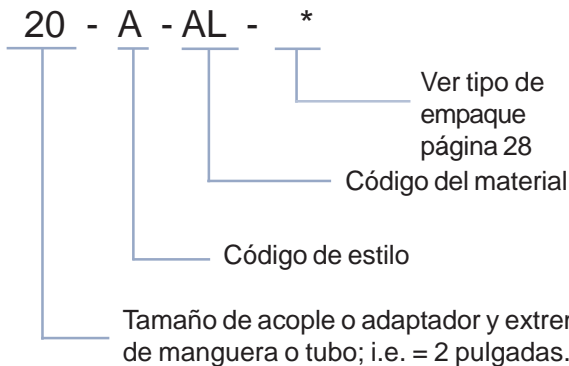 20 - A - AL - *
Ver tipo de
empaque
página 28
Código del material
Código de estilo
Tamaño de acople o adaptador y
de manguera o tubo; i.e. = 2 pulgadas.